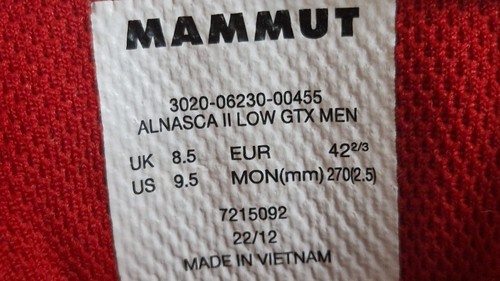 MAMMUT
3020-06230-00455
ALNASCA II LOW GTX MEN
UK 8.5 EUR 42 2/3
US 9.5 MON(mm) 270(2.5)
7215092
22/12
MADE IN VIETNAM